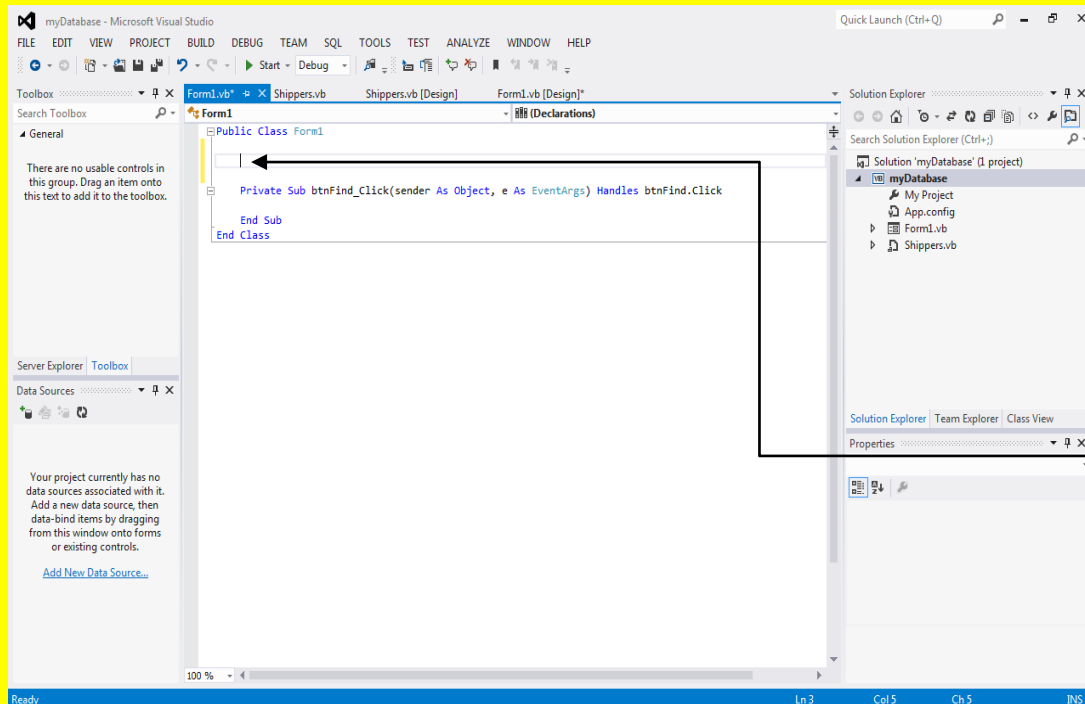 myDatabase - Microsoft Visual Studio
Quick Launch (Ctrl+Q)
FILE EDIT VIEW PROJECT BUILD DEBUG TEAM SQL TOOLS TEST ANALYZE WINDOW HELP
Start Debug
Toolbox
Search Toolbox
General
There are no usable controls in
this group. Drag an item onto
this text to add it to the toolbox.
Server Explorer Toolbox
Data Sources
Your project currently has no
data sources associated with it.
Add a new data source, then
data-bind items by dragging
from this window onto forms
or existing controls.
Add New Data Source...
Form1.vb* Shippers.vb Shippers.vb [Design] Form1.vb [Design]*
Form1 (Declarations)
Public Class Form1
Private Sub btnFind_Click(sender As Object, e As EventArgs) Handles btnFind.Click
End Sub
End Class
100 %
Solution Explorer
Search Solution Explorer (Ctrl+;)
Solution 'myDatabase' (1 project)
VB myDatabase
My Project
App.config
Form1.vb
Shippers.vb
Solution Explorer Team Explorer Class View
Properties
Ready Ln 3 Col 5 Ch 5 INS